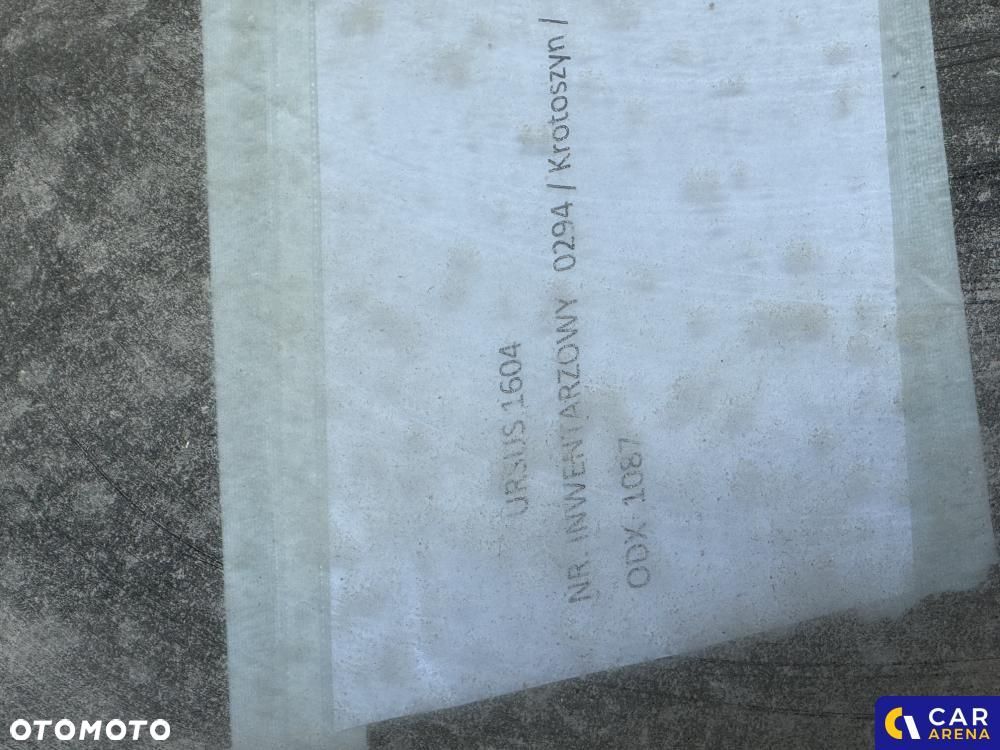 URSUS 1604
NR. INWENTARZOWY 0294 / Krotoszyn /
ODX 1087
OTOMOTO
CAR
ARENA